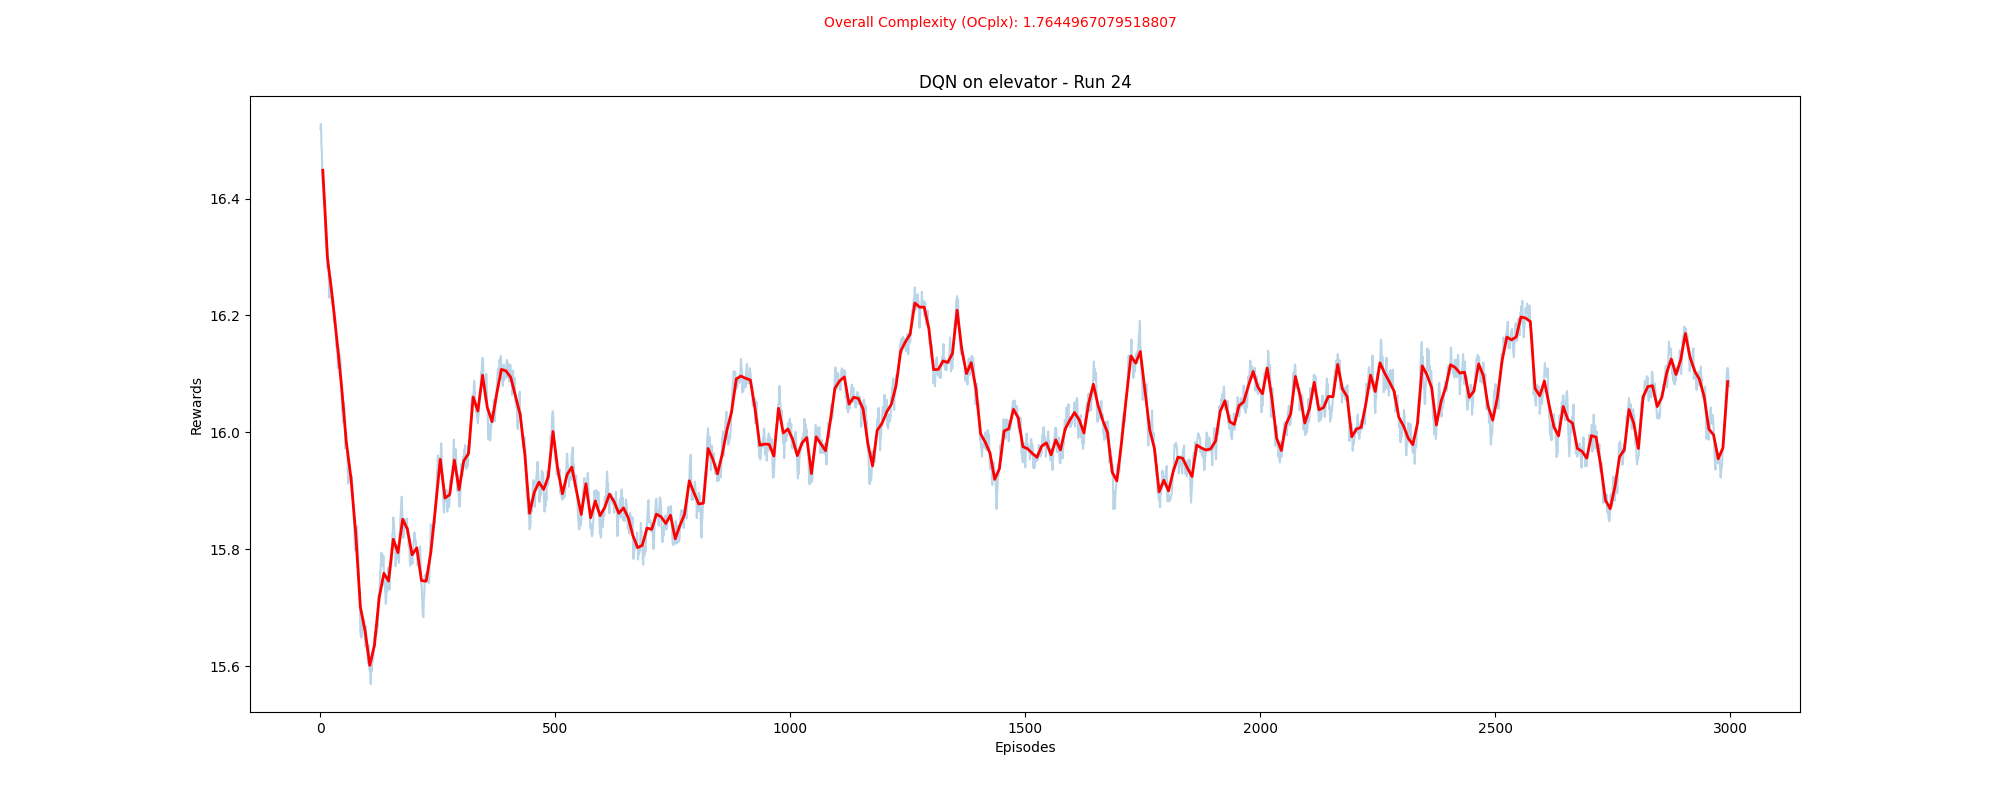 Overall Complexity (OCplx): 1.7644967079518807
DQN on elevator - Run 24
Rewards
16.4
16.2
16.0
15.8
15.6
0 500 1000 1500 2000 2500 3000
Episodes